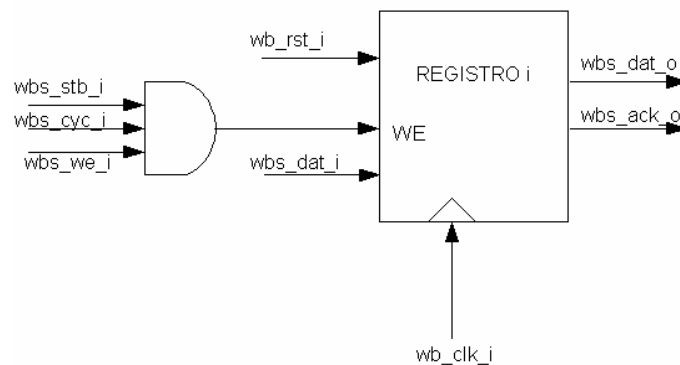 wb_rst_i
REGISTRO i
wbs_dat_o
wbs_stb_i
wbs_cyc_i
wbs_ack_o
WE
wbs_we_i
wbs_dat_i
wb_clk_i